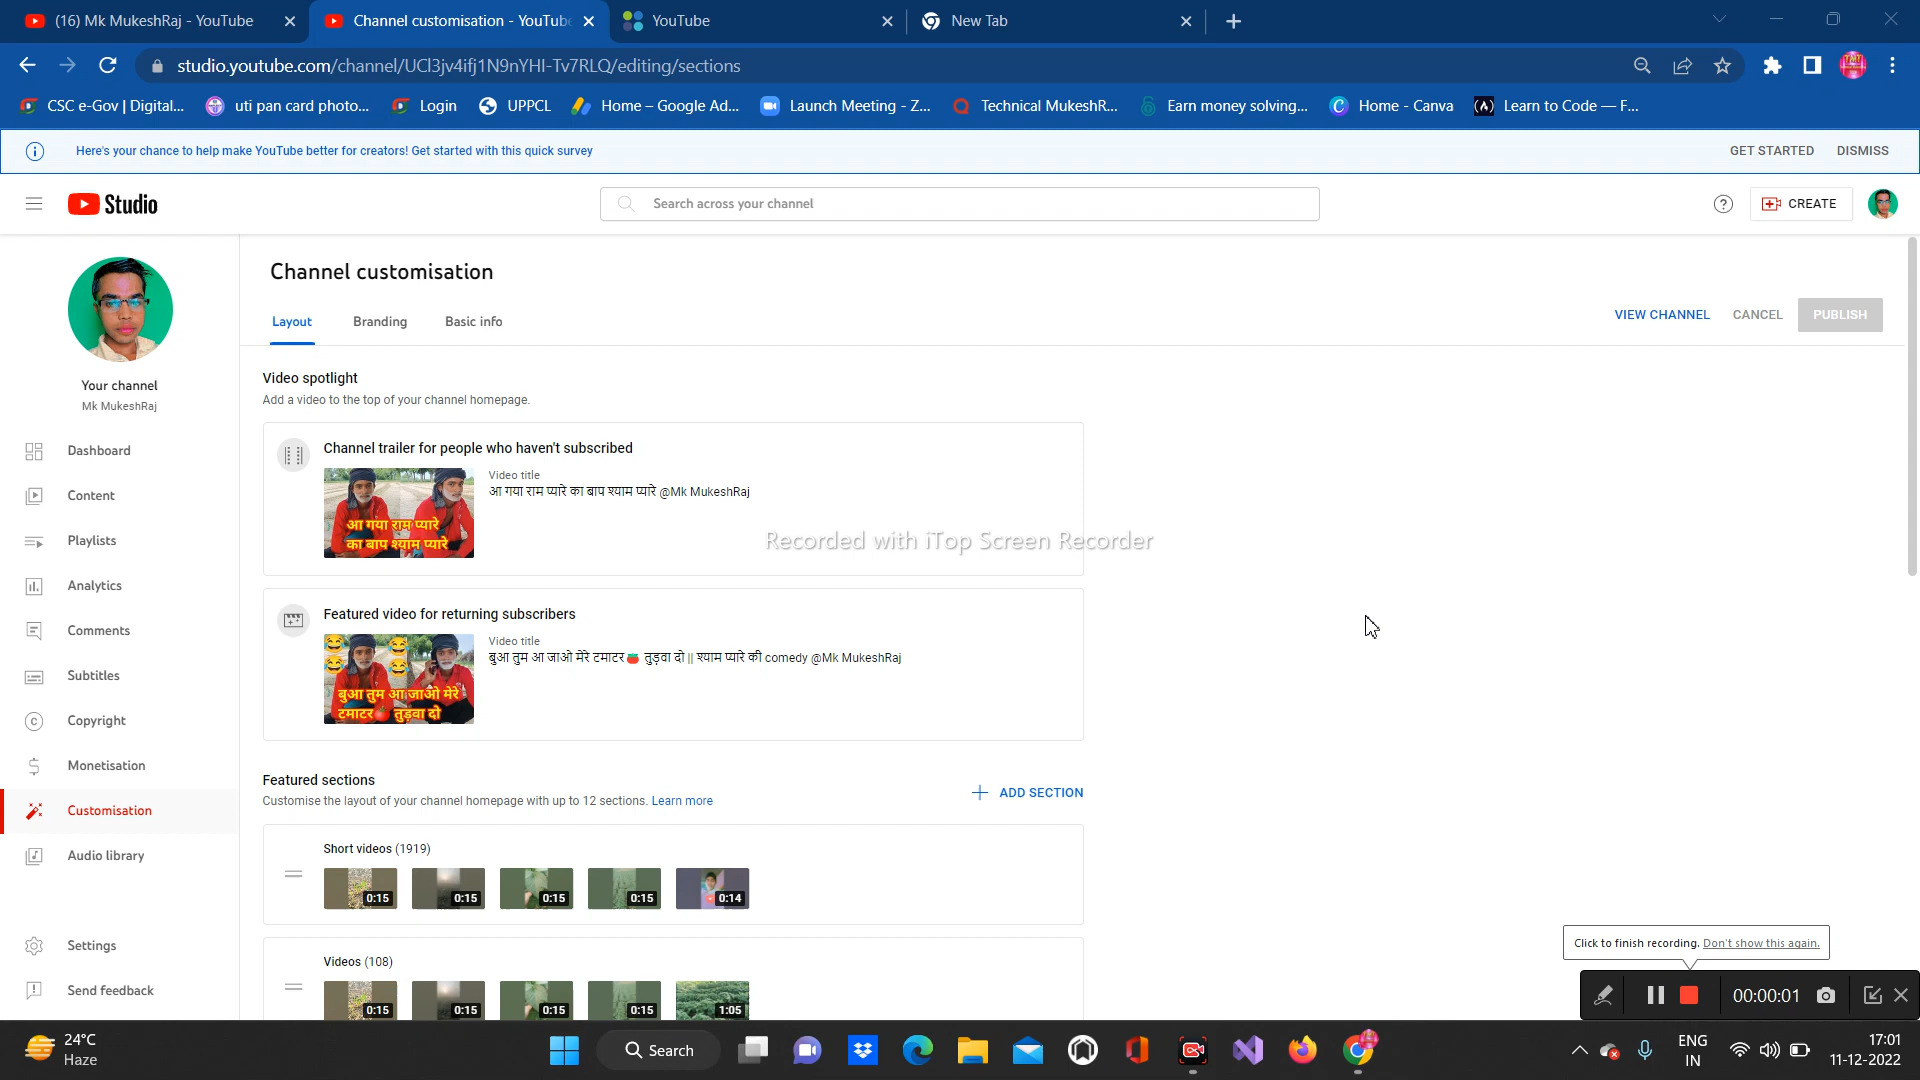 (16) Mk MukeshRaj - YouTube
Channel customisation - YouTube
YouTube
New Tab
studio.youtube.com/channel/UCl3jv4ifj1N9nYHI-Tv7RLQ/editing/sections
CSC e-Gov | Digital...
uti pan card photo...
Login
UPPCL
Home – Google Ad...
Launch Meeting - Z...
Technical MukeshR...
Earn money solving...
Home - Canva
Learn to Code — F...
Here's your chance to help make YouTube better for creators! Get started with this quick survey
GET STARTED
DISMISS
Studio
Search across your channel
CREATE
Channel customisation
Layout
Branding
Basic info
VIEW CHANNEL
CANCEL
PUBLISH
Your channel
Mk MukeshRaj
Dashboard
Content
Playlists
Analytics
Comments
Subtitles
Copyright
Monetisation
Customisation
Audio library
Settings
Send feedback
Video spotlight
Add a video to the top of your channel homepage.
Channel trailer for people who haven't subscribed
Video title
आ गया राम प्यारे का बाप श्याम प्यारे @Mk MukeshRaj
आ गया राम प्यारे
का बाप श्याम प्यारे
Recorded with iTop Screen Recorder
Featured video for returning subscribers
Video title
बुआ तुम आ जाओ मेरे टमाटर🍅 तुड़वा दो || श्याम प्यारे की comedy @Mk MukeshRaj
बुआ तुम आ जाओ मेरे
टमाटर🍅 तुड़वा दो
Featured sections
Customise the layout of your channel homepage with up to 12 sections. Learn more
ADD SECTION
Short videos (1919)
0:15
0:15
0:15
0:15
0:14
Videos (108)
0:15
0:15
0:15
0:15
1:05
Click to finish recording. Don't show this again.
00:00:01
24°C
Haze
Search
ENG
IN
17:01
11-12-2022